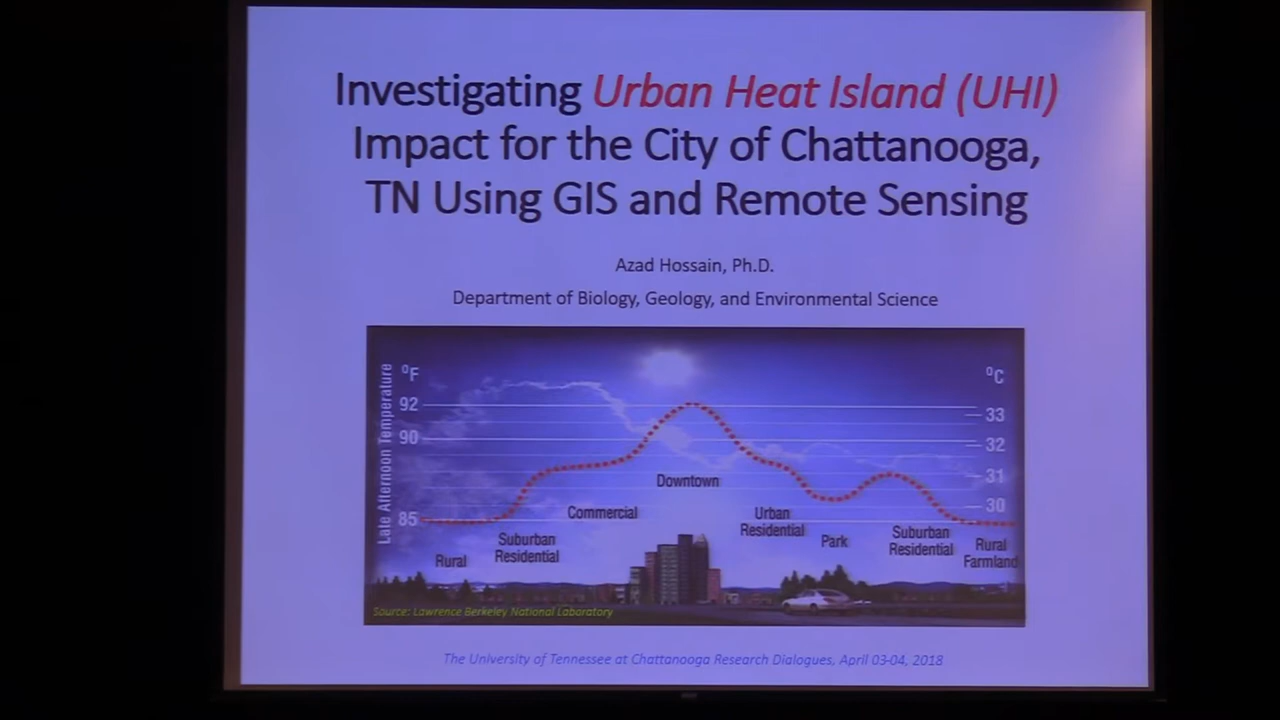 Investigating Urban Heat Island (UHI)
Impact for the City of Chattanooga,
TN Using GIS and Remote Sensing
Azad Hossain, Ph.D.
Department of Biology, Geology, and Environmental Science
Late Afternoon Temperature
ºF
ºC
92
33
90
32
31
30
85
Downtown
Commercial
Urban
Residential
Suburban
Residential
Park
Suburban
Residential
Rural
Rural
Farmland
Source: Lawrence Berkeley National Laboratory
The University of Tennessee at Chattanooga Research Dialogues, April 03-04, 2018